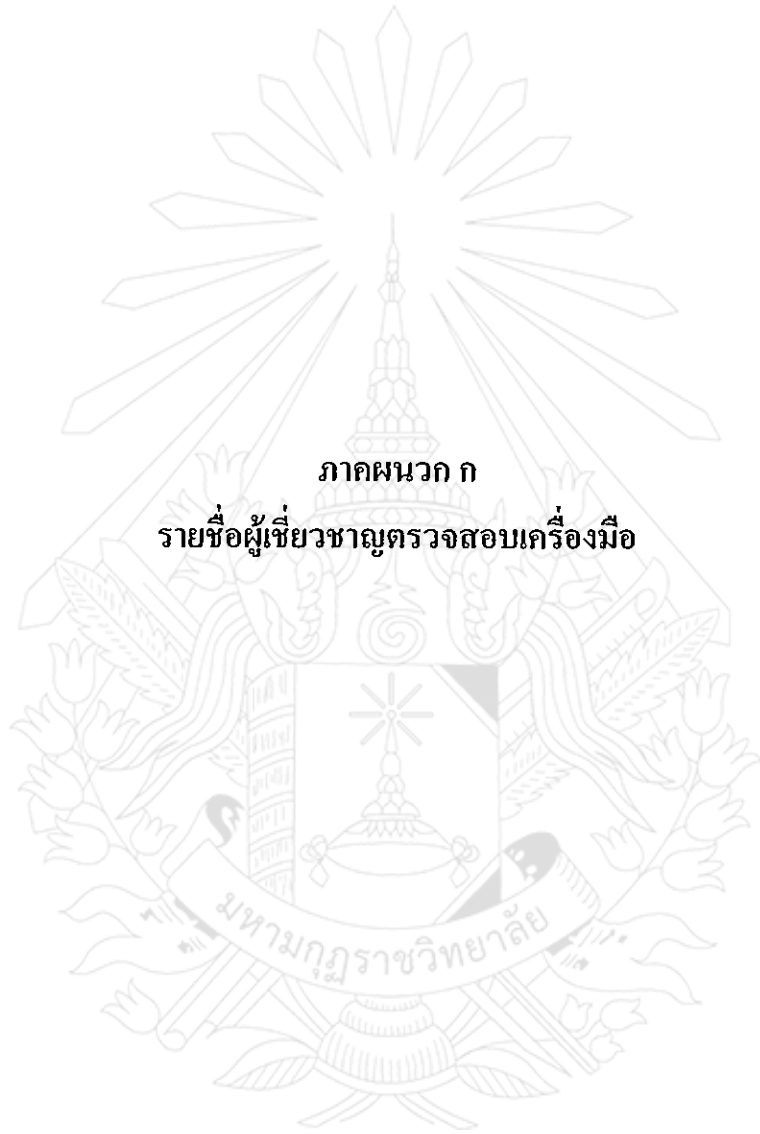 ภาคผนวก ก
รายชื่อผู้เชี่ยวชาญตรวจสอบเครื่องมือ
มหามกุฏราชวิทยาลัย